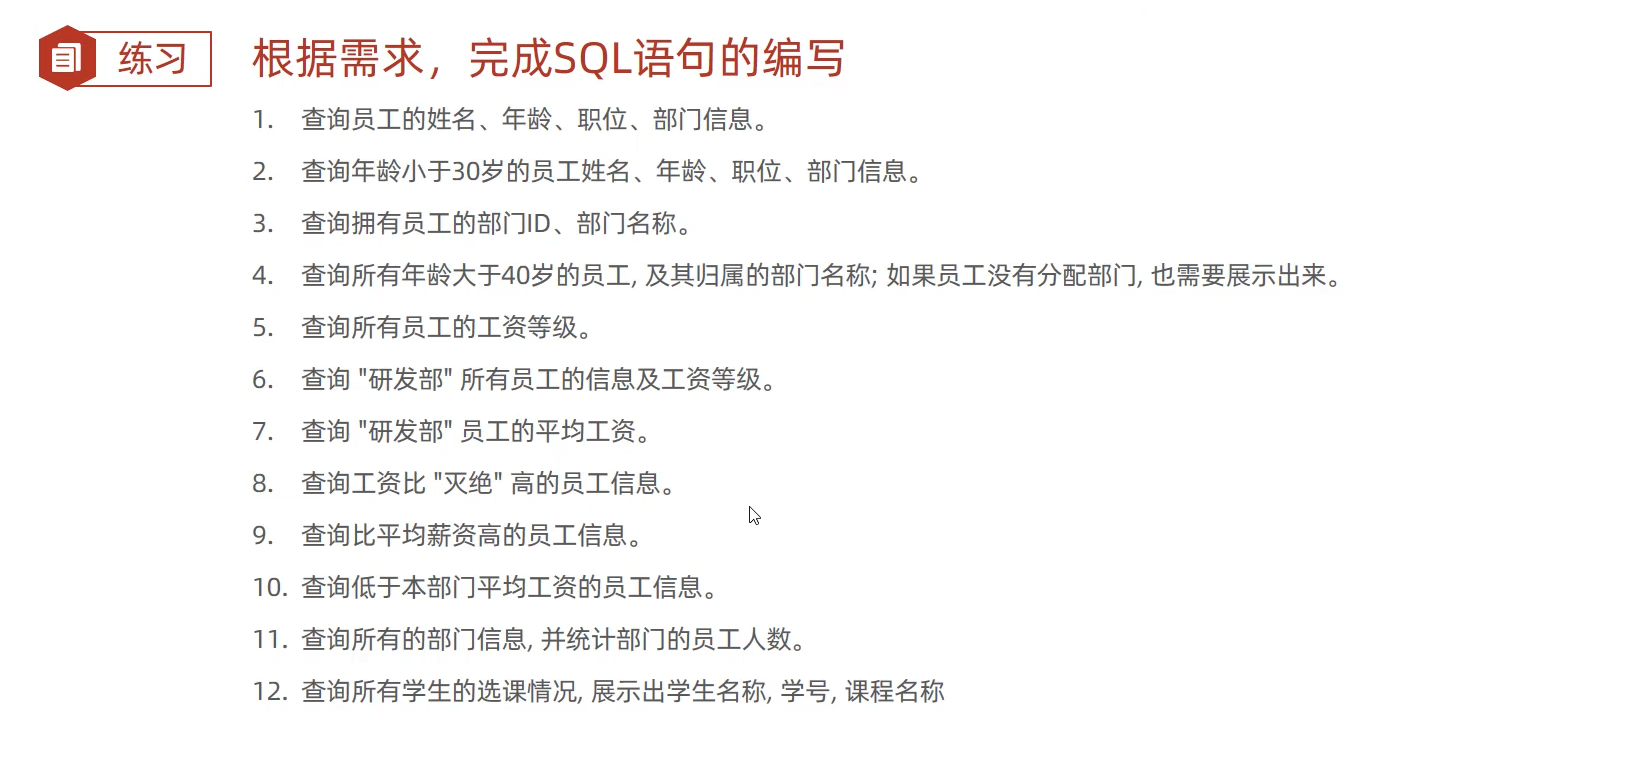 练习
根据需求，完成SQL语句的编写
1. 查询员工的姓名、年龄、职位、部门信息。
2. 查询年龄小于30岁的员工姓名、年龄、职位、部门信息。
3. 查询拥有员工的部门ID、部门名称。
4. 查询所有年龄大于40岁的员工, 及其归属的部门名称; 如果员工没有分配部门, 也需要展示出来。
5. 查询所有员工的工资等级。
6. 查询 "研发部" 所有员工的信息及工资等级。
7. 查询 "研发部" 员工的平均工资。
8. 查询工资比 "灭绝" 高的员工信息。
9. 查询比平均薪资高的员工信息。
10. 查询低于本部门平均工资的员工信息。
11. 查询所有的部门信息, 并统计部门的员工人数。
12. 查询所有学生的选课情况, 展示出学生名称, 学号, 课程名称